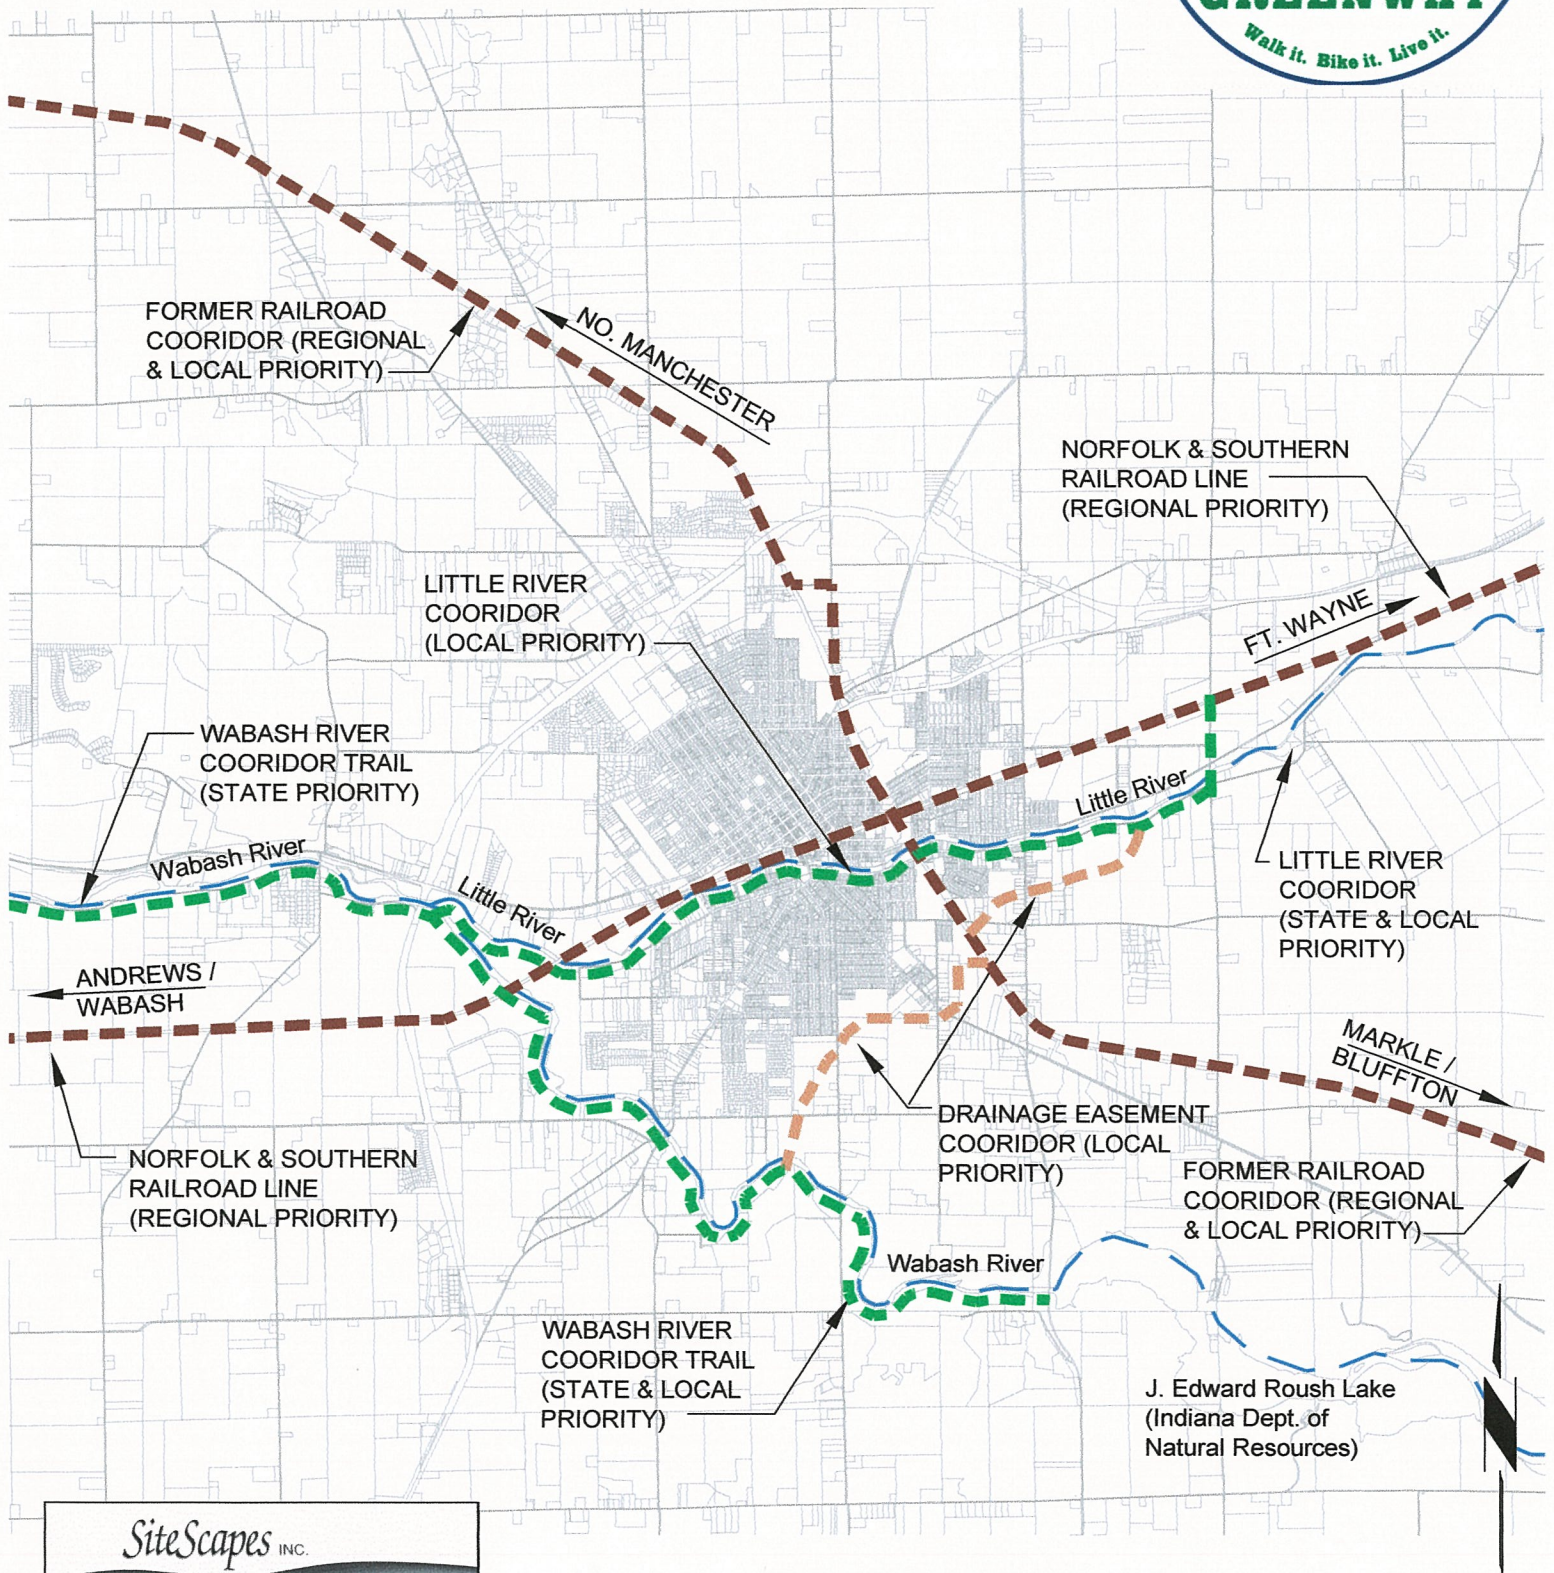 GREENWAY
Walk it. Bike it. Live it.
FORMER RAILROAD
COORIDOR (REGIONAL
& LOCAL PRIORITY)
NO. MANCHESTER
NORFOLK & SOUTHERN
RAILROAD LINE
(REGIONAL PRIORITY)
LITTLE RIVER
COORIDOR
(LOCAL PRIORITY)
FT. WAYNE
WABASH RIVER
COORIDOR TRAIL
(STATE PRIORITY)
Little River
Wabash River
Little River
LITTLE RIVER
COORIDOR
(STATE & LOCAL
PRIORITY)
ANDREWS /
WABASH
MARKLE /
BLUFFTON
DRAINAGE EASEMENT
COORIDOR (LOCAL
PRIORITY)
NORFOLK & SOUTHERN
RAILROAD LINE
(REGIONAL PRIORITY)
FORMER RAILROAD
COORIDOR (REGIONAL
& LOCAL PRIORITY)
Wabash River
WABASH RIVER
COORIDOR TRAIL
(STATE & LOCAL
PRIORITY)
J. Edward Roush Lake
(Indiana Dept. of
Natural Resources)
SiteScapes INC.